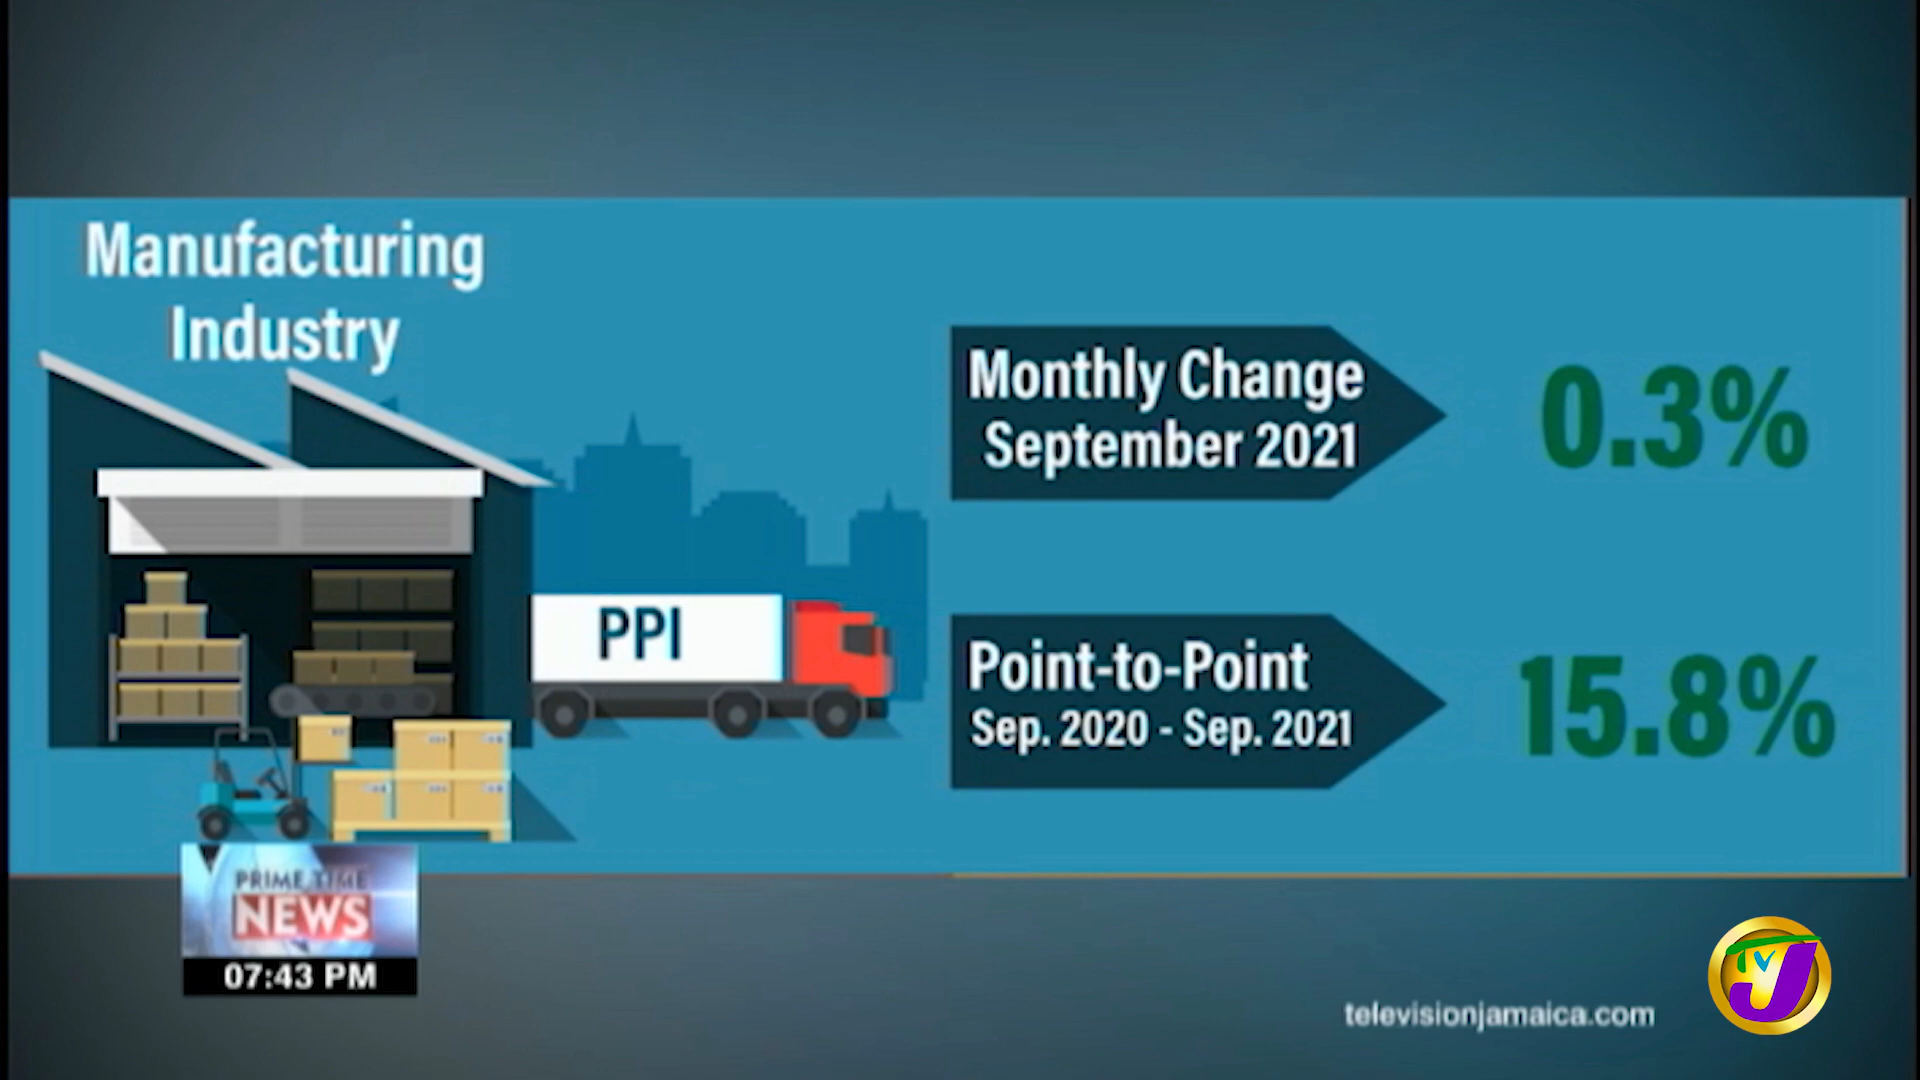 Manufacturing
Industry
Monthly Change
September 2021
0.3%
PPI
Point-to-Point
Sep. 2020 - Sep. 2021
15.8%
PRIME TIME
NEWS
07:43 PM
televisionjamaica.com
TVJ